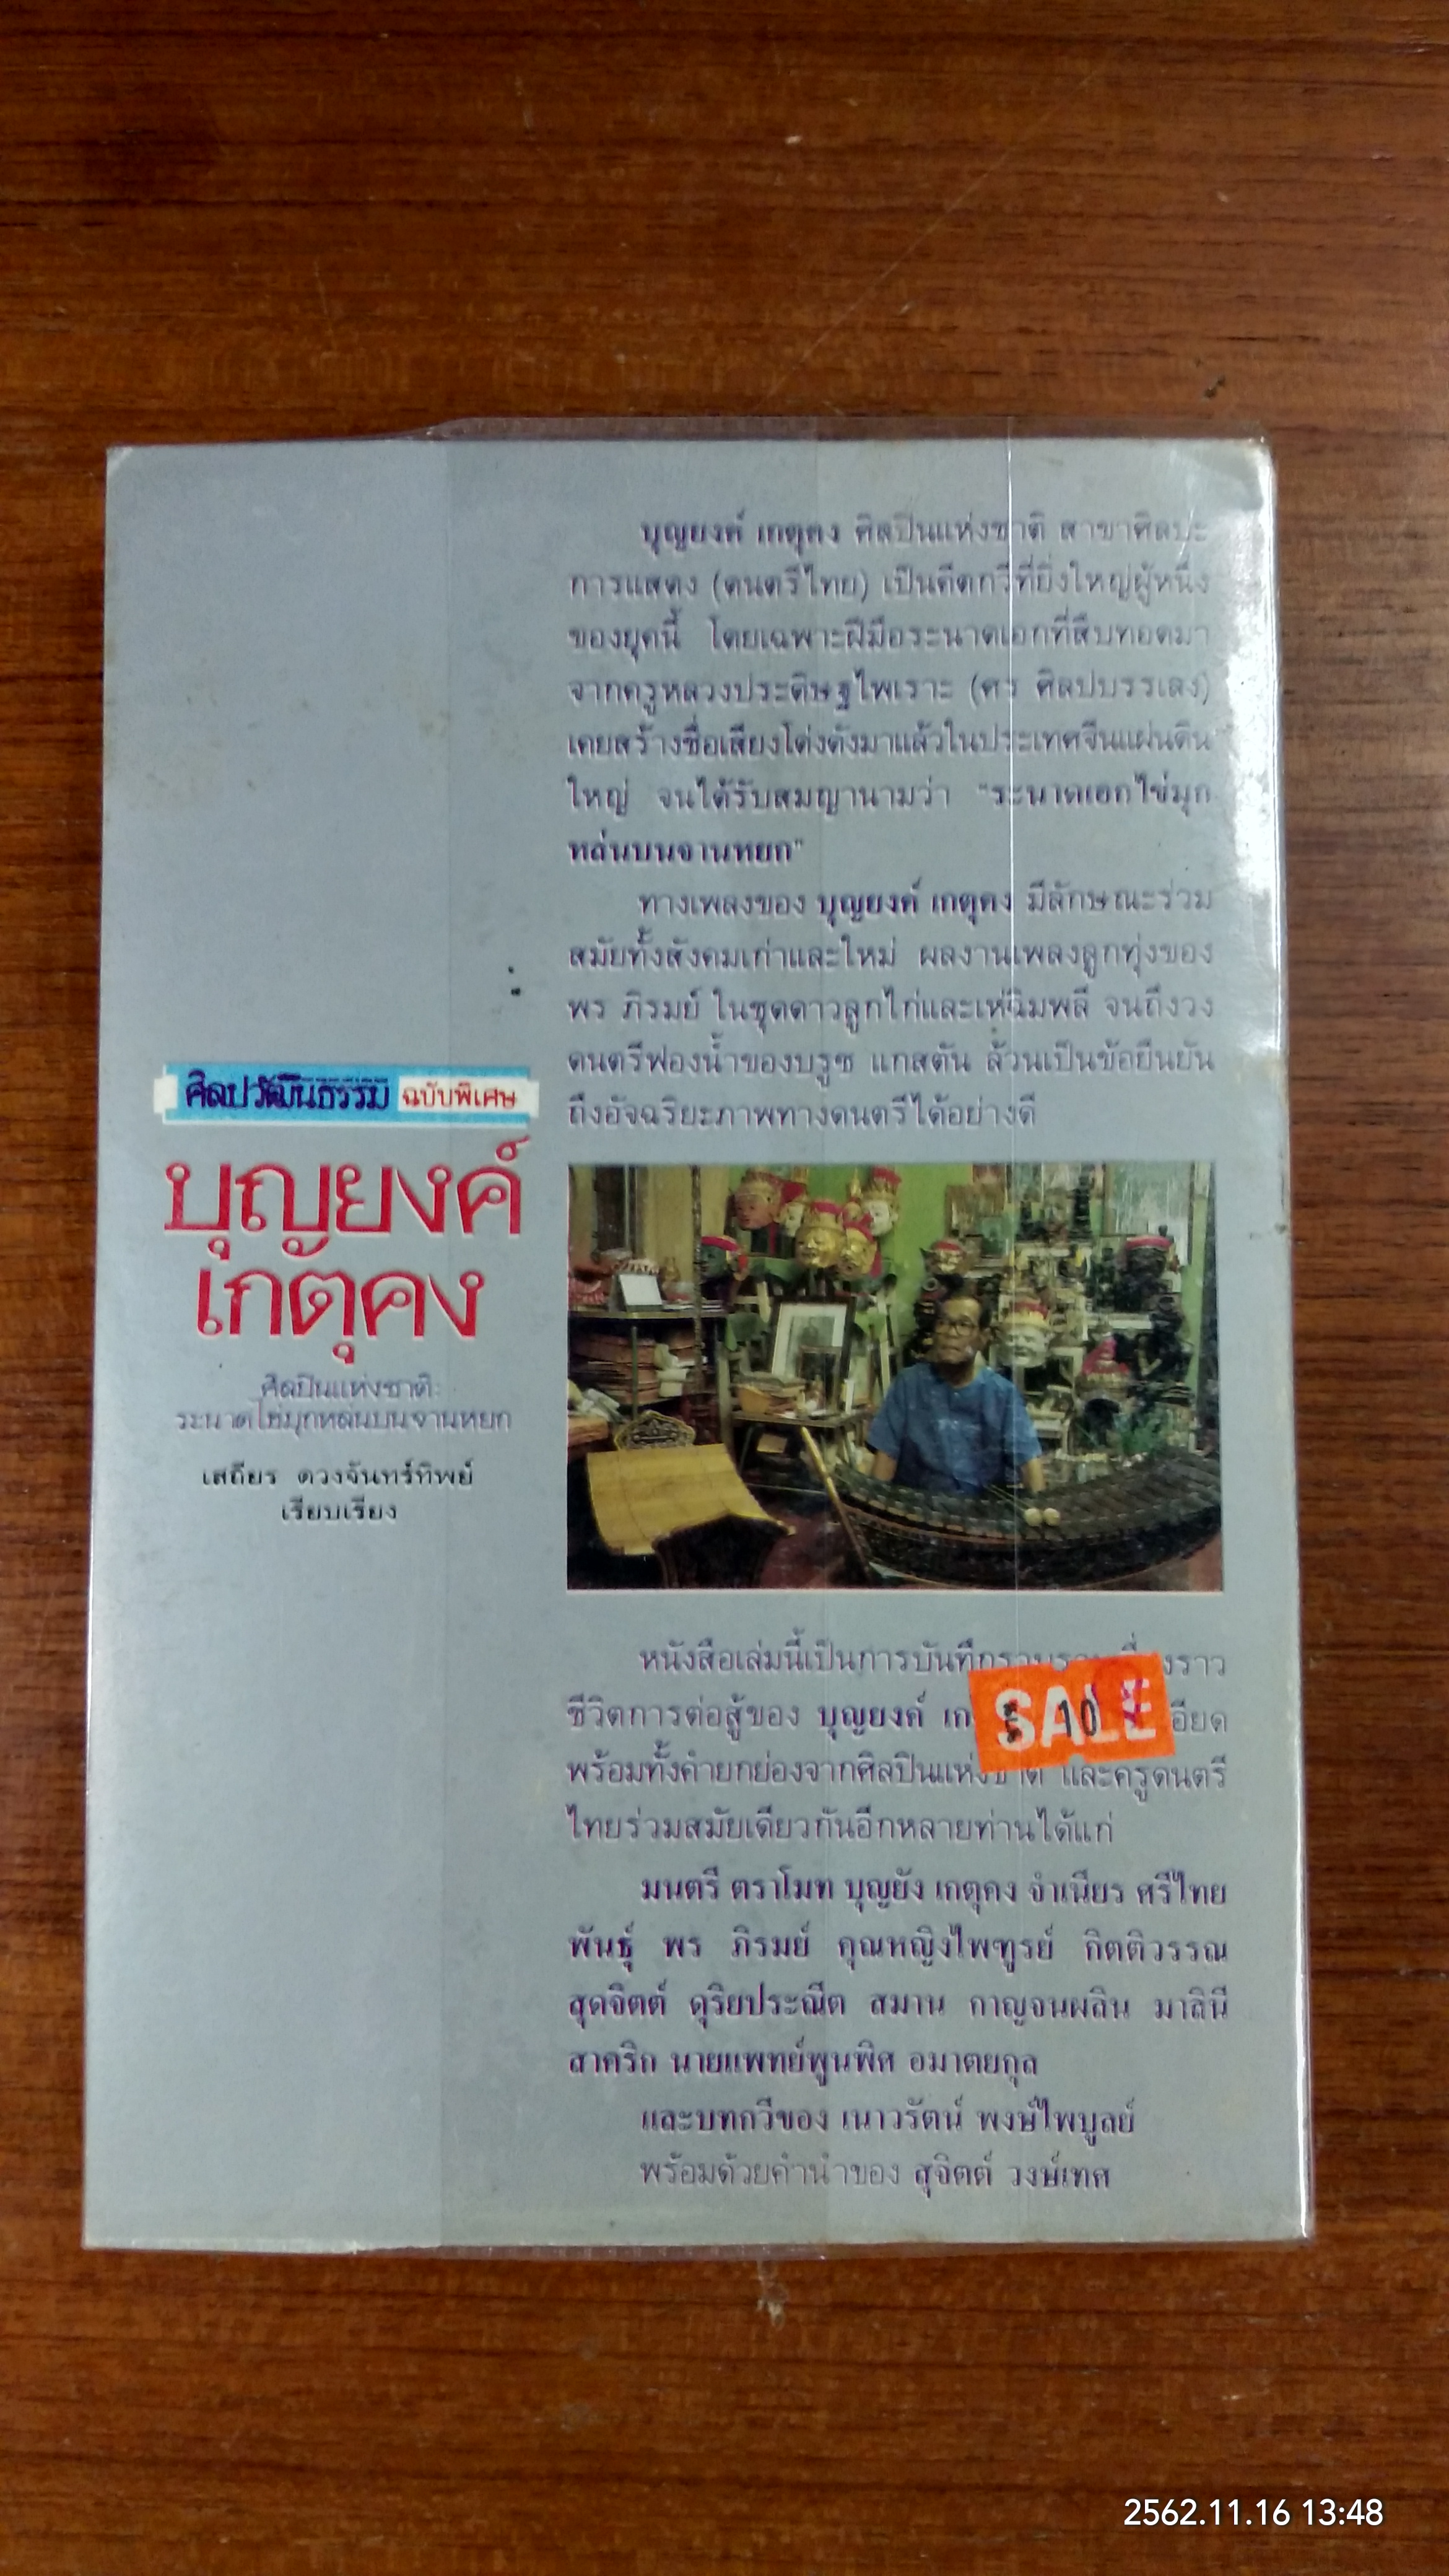 บุญยงค์ เกตุคง ศิลปินแห่งชาติ สาขาศิลปะ
การแสดง (ดนตรีไทย) เป็นคีตกวีที่ยิ่งใหญ่ผู้หนึ่ง
ของยุคนี้ โดยเฉพาะฝีมือระนาดเอกที่สืบทอดมา
จากครูหลวงประดิษฐไพเราะ (ศร ศิลปบรรเลง)
เคยสร้างชื่อเสียงโด่งดังมาแล้วในประเทศจีนแผ่นดิน
ใหญ่ จนได้รับสมญานามว่า "ระนาดเอกไข่มุก
หล่นบนจานหยก"
ทางเพลงของ บุญยงค์ เกตุคง มีลักษณะร่วม
สมัยทั้งสังคมเก่าและใหม่ ผลงานเพลงลูกทุ่งของ
พร ภิรมย์ ในชุดดาวลูกไก่และเห่ฉิมพลี จนถึงวง
ดนตรีฟองน้ำของบรูซ แกสตัน ล้วนเป็นข้อยืนยัน
ถึงอัจฉริยะภาพทางดนตรีได้อย่างดี
ศิลปวัฒนธรรม ฉบับพิเศษ
บุญยงค์
เกตุคง
ศิลปินแห่งชาติ:
ระนาดไข่มุกหล่นบนจานหยก
เสถียร ดวงจันทร์ทิพย์
เรียบเรียง
หนังสือเล่มนี้เป็นการบันทึก ราว
ชีวิตการต่อสู้ของ บุญยงค์ เก อียด
SALE
10
พร้อมทั้งคำยกย่องจากศิลปินแห่งชาติ และครูดนตรี
ไทยร่วมสมัยเดียวกันอีกหลายท่านได้แก่
มนตรี ตราโมท บุญยัง เกตุคง จำเนียร ศรีไทย
พันธุ์ พร ภิรมย์ คุณหญิงไพฑูรย์ กิตติวรรณ
สุดจิตต์ ดุริยประณีต สมาน กาญจนผลิน มาลินี
สาคริก นายแพทย์พูนพิศ อมาตยกุล
และบทกวีของ เนาวรัตน์ พงษ์ไพบูลย์
พร้อมด้วยคำนำของ สุจิตต์ วงษ์เทศ
2562.11.16 13:48